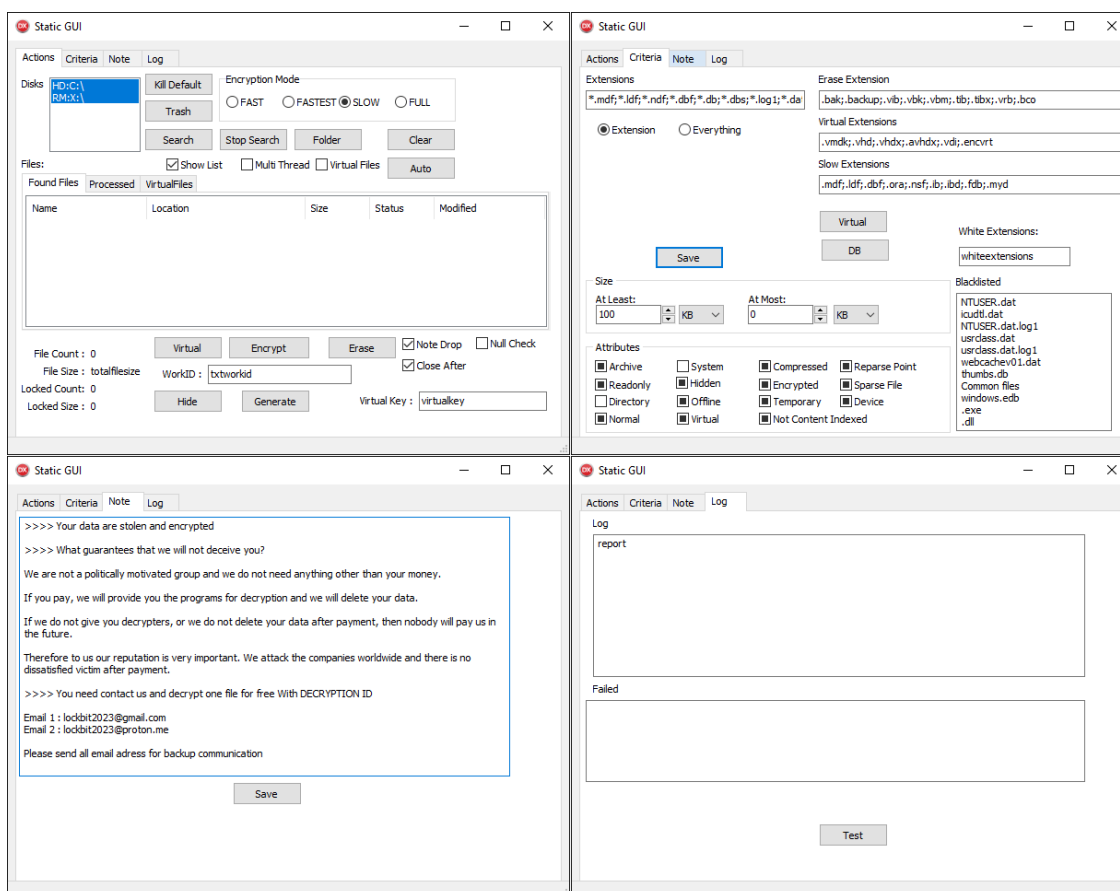 Static GUI
Actions Criteria Note Log
Disks HD:C:\
RM:X:\
Kill Default
Trash
Encryption Mode
FAST FASTEST SLOW FULL
Search Stop Search Folder Clear
Files:
Show List Multi Thread Virtual Files Auto
Found Files Processed VirtualFiles
Name Location Size Status Modified
Virtual Encrypt Erase Note Drop Null Check
Close After
File Count : 0
File Size : totalfilesize
WorkID : txtworkid
Locked Count: 0
Locked Size : 0
Hide Generate Virtual Key : virtualkey
Static GUI
Actions Criteria Note Log
Extensions
*.mdf;*.ldf;*.ndf;*.dbf;*.db;*.dbs;*.log1;*.da
Extension Everything
Erase Extension
.bak;.backup;.vib;.vbk;.vbm;.tib;.tibx;.vrb;.bco
Virtual Extensions
.vmdk;.vhd;.vhdx;.avhdx;.vdi;.encvrt
Slow Extensions
.mdf;.ldf;.dbf;.ora;.nsf;.ib;.ibd;.fdb;.myd
Virtual
DB
Save
White Extensions:
whiteextensions
Size
At Least: At Most:
100 KB 0 KB
Attributes
Archive System Compressed Reparse Point
Readonly Hidden Encrypted Sparse File
Directory Offline Temporary Device
Normal Virtual Not Content Indexed
Blacklisted
NTUSER.dat
icudtl.dat
NTUSER.dat.log1
usrclass.dat
usrclass.dat.log1
webcachev01.dat
thumbs.db
Common files
windows.edb
.exe
.dll
Static GUI
Actions Criteria Note Log
>>>> Your data are stolen and encrypted
>>>> What guarantees that we will not deceive you?
We are not a politically motivated group and we do not need anything other than your money.
If you pay, we will provide you the programs for decryption and we will delete your data.
If we do not give you decrypters, or we do not delete your data after payment, then nobody will pay us in
the future.
Therefore to us our reputation is very important. We attack the companies worldwide and there is no
dissatisfied victim after payment.
>>>> You need contact us and decrypt one file for free With DECRYPTION ID
Email 1 : lockbit2023@gmail.com
Email 2 : lockbit2023@proton.me
Please send all email adress for backup communication
Save
Static GUI
Actions Criteria Note Log
Log
report
Failed
Test